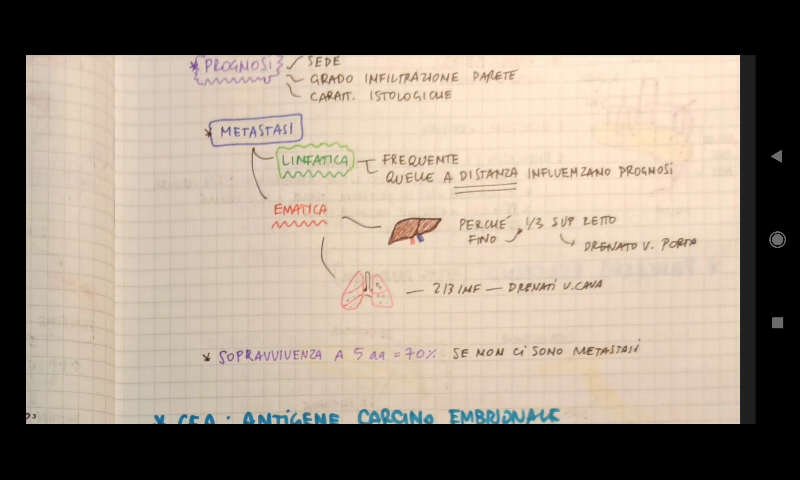 * PROGNOSI
SEDE
GRADO INFILTRAZIONE PARETE
CARATT. ISTOLOGICHE
* METASTASI
LINFATICA
FREQUENTE
QUELLE A DISTANZA INFLUENZANO PROGNOSI
EMATICA
PERCHÉ FINO 1/3 SUP RETTO
DRENATO V. PORTA
2/3 INF — DRENATI V. CAVA
* SOPRAVVIVENZA A 5 aa = 70% SE NON CI SONO METASTASI
* CEA: ANTIGENE CARCINO EMBRIONALE